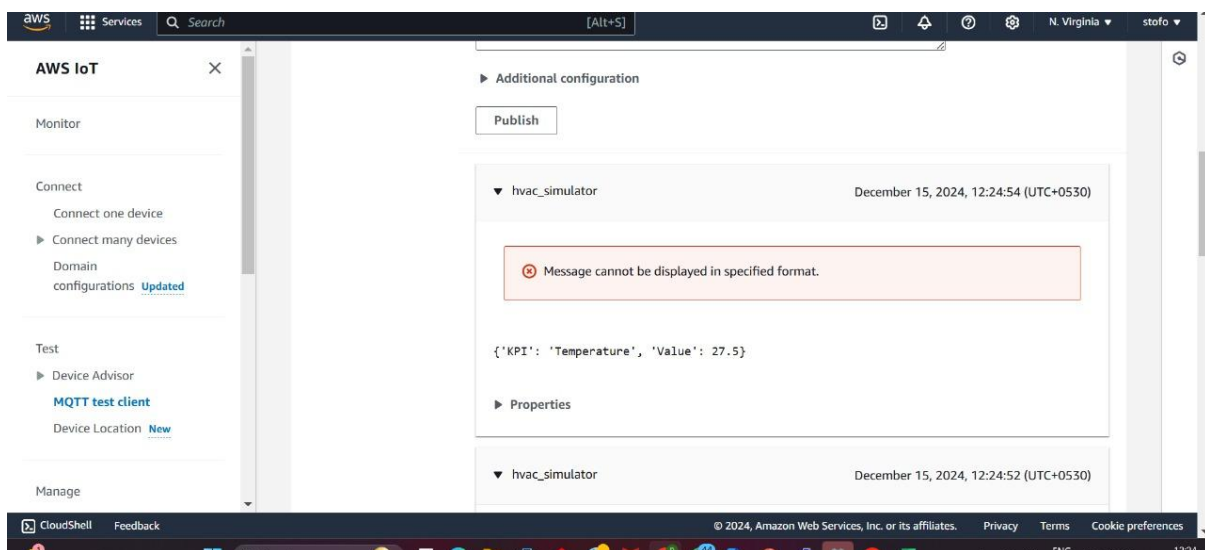 aws Services Search [Alt+S] N. Virginia stofo
AWS IoT
Monitor
Connect
Connect one device
Connect many devices
Domain
configurations Updated
Test
Device Advisor
MQTT test client
Device Location New
Manage
Additional configuration
Publish
hvac_simulator December 15, 2024, 12:24:54 (UTC+0530)
Message cannot be displayed in specified format.
{'KPI': 'Temperature', 'Value': 27.5}
Properties
hvac_simulator December 15, 2024, 12:24:52 (UTC+0530)
CloudShell Feedback © 2024, Amazon Web Services, Inc. or its affiliates. Privacy Terms Cookie preferences
ENG 12:24